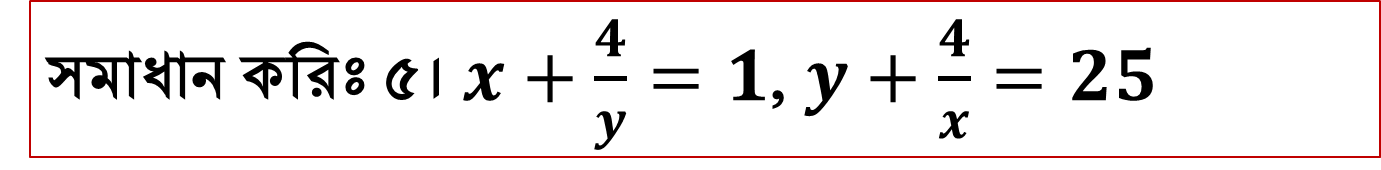 সমাধান করিঃ ৫। x + 4/y = 1, y + 4/x = 25